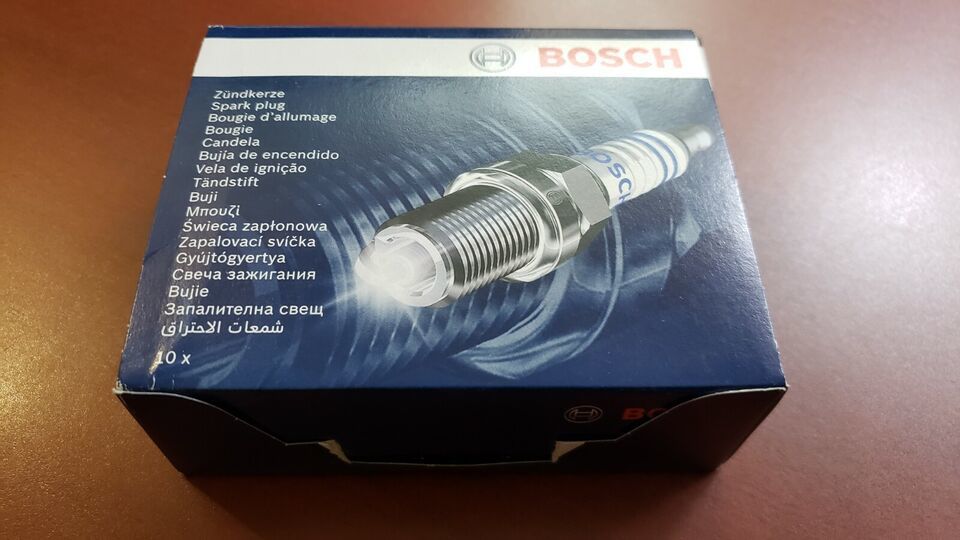 BOSCH
Zündkerze
Spark plug
Bougie d'allumage
Bougie
Candela
Bujía de encendido
Vela de ignição
Tändstift
Buji
Μπουζί
Świeca zapłonowa
Zapalovací svíčka
Gyújtógyertya
Свеча зажигания
Bujie
Запалителна свещ
شمعات الاحتراق
10 x
BOSCH
BOSCH